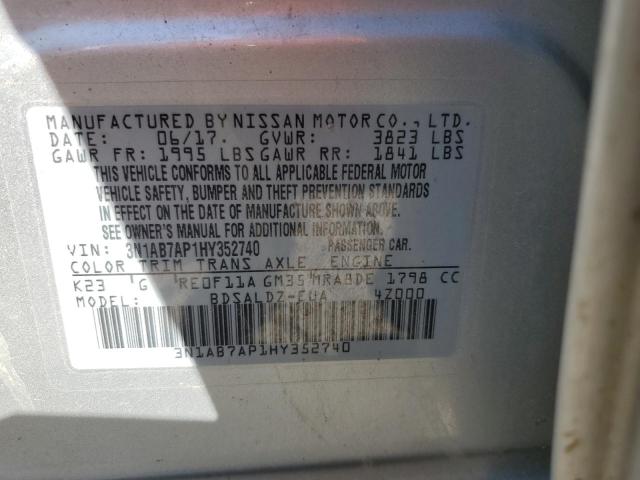 MANUFACTURED BY NISSAN MOTOR CO., LTD.
DATE: 06/17. GVWR: 3823 LBS
GAWR FR: 1995 LBS GAWR RR: 1841 LBS
THIS VEHICLE CONFORMS TO ALL APPLICABLE FEDERAL MOTOR
VEHICLE SAFETY, BUMPER AND THEFT PREVENTION STANDARDS
IN EFFECT ON THE DATE OF MANUFACTURE SHOWN ABOVE.
SEE OWNER'S MANUAL FOR ADDITIONAL INFORMATION.
VIN: 3N1AB7AP1HY352740 PASSENGER CAR.
COLOR TRIM TRANS AXLE ENGINE
K23 G RE0F11A GM35 MRA8DE 1798 CC
MODEL: BDSALDZ-EUA 4Z000
3N1AB7AP1HY352740